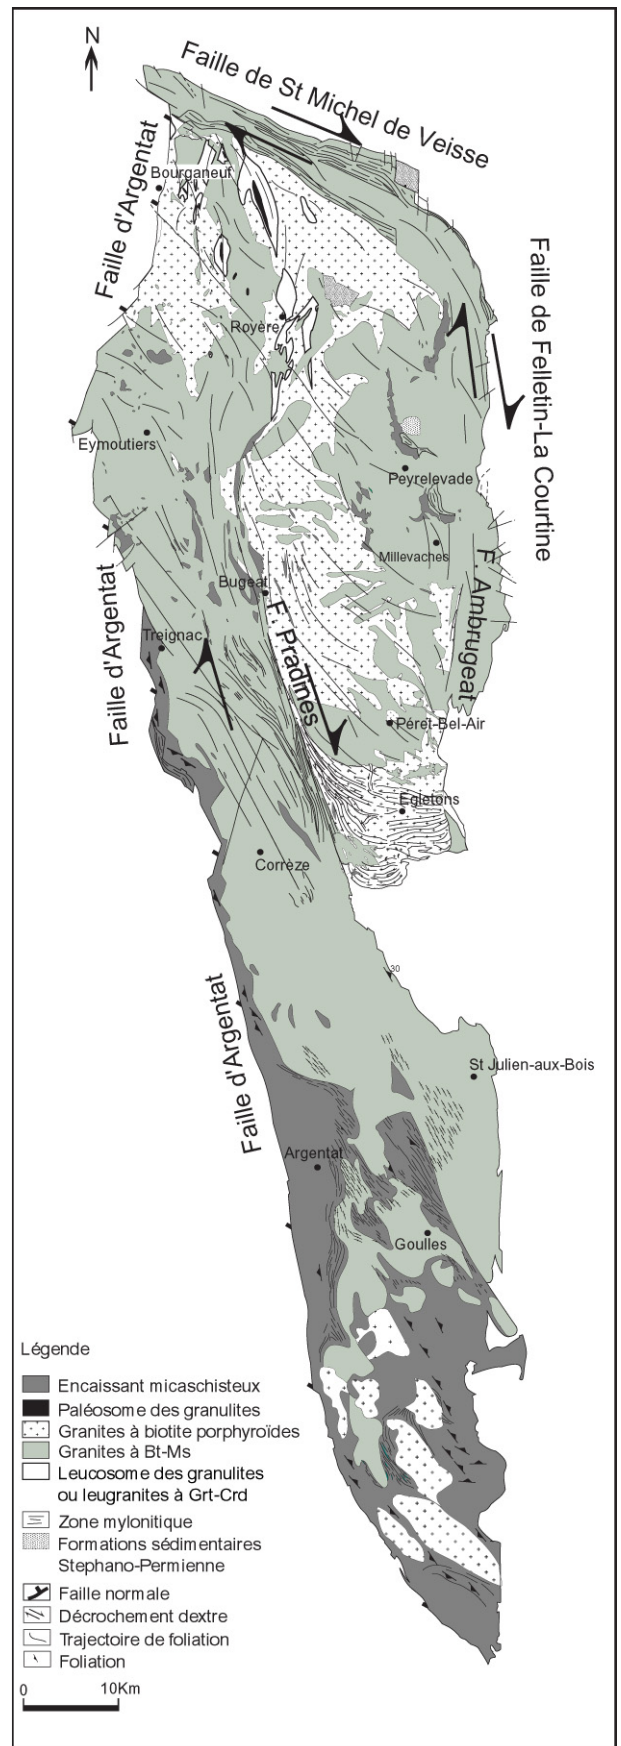 N
Faille de St Michel de Veisse
Faille d'Argentat
Bourganeuf
Faille de Felletin-La Courtine
Royère
Eymoutiers
Peyrelevade
Millevaches
F. Ambrugeat
Bugeat
F. Pradines
Faille d'Argentat
Treignac
Péret-Bel-Air
Egletons
Corrèze
30
Faille d'Argentat
St Julien-aux-Bois
Argentat
Goulles
Légende
Encaissant micaschisteux
Paléosome des granulites
Granites à biotite porphyroïdes
Granites à Bt-Ms
Leucosome des granulites
ou leugranites à Grt-Crd
Zone mylonitique
Formations sédimentaires
Stephano-Permienne
Faille normale
Décrochement dextre
Trajectoire de foliation
Foliation
0 10Km